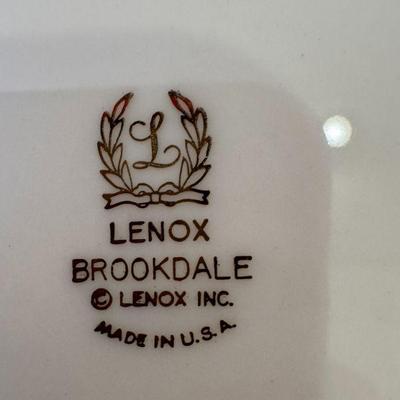 L
LENOX
BROOKDALE
© LENOX INC.
MADE IN U.S.A.